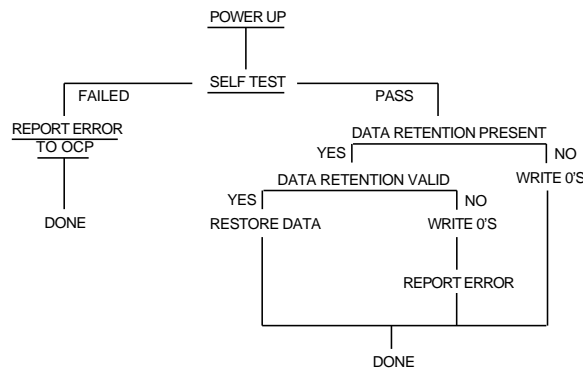 POWER UP
SELF TEST
FAILED
PASS
REPORT ERROR
TO OCP
DATA RETENTION PRESENT
YES
NO
DATA RETENTION VALID
WRITE 0'S
YES
NO
DONE
RESTORE DATA
WRITE 0'S
REPORT ERROR
DONE